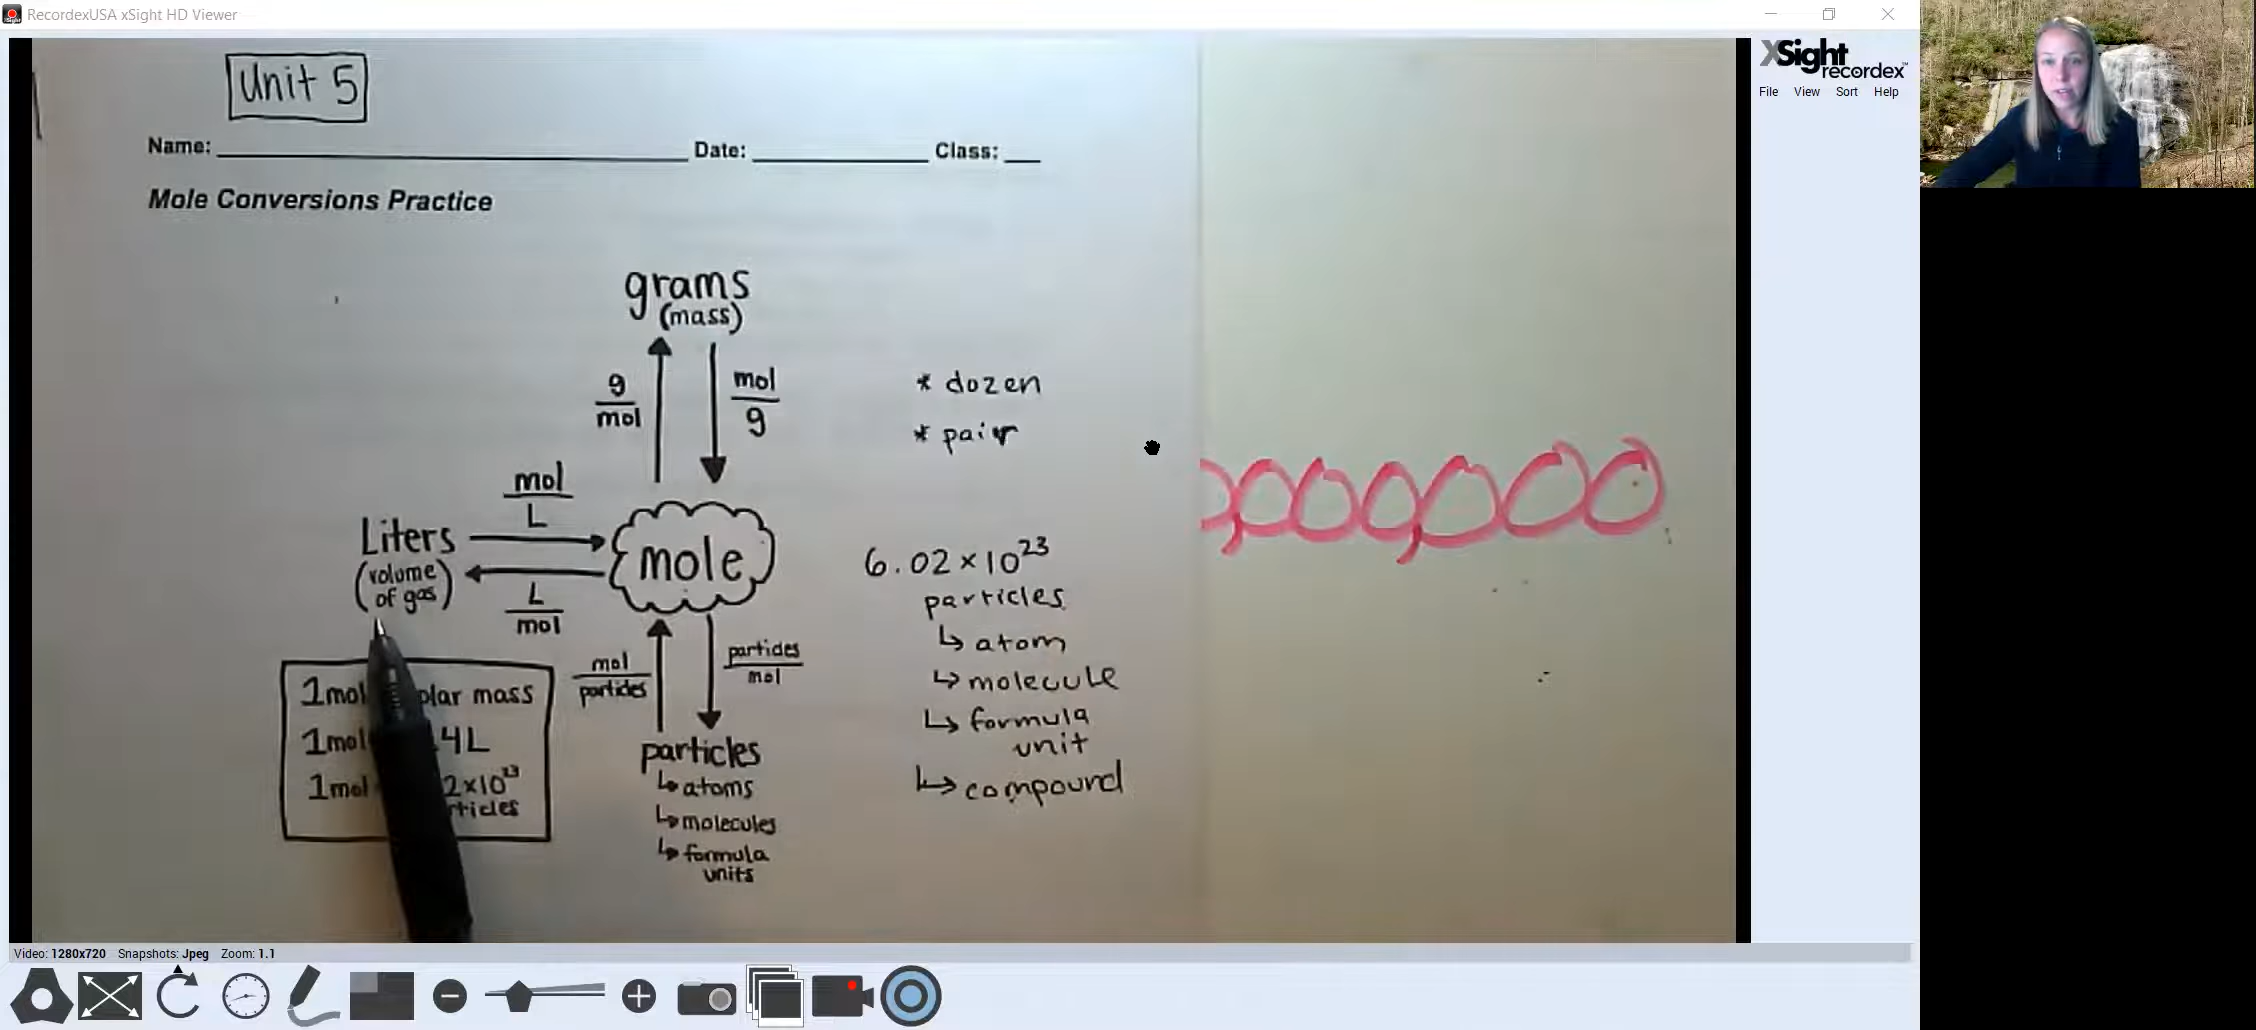 RecordexUSA xSight HD Viewer
XSight
recordex
File View Sort Help
Unit 5
Name: Date: Class:
Mole Conversions Practice
grams
(mass)
g
mol
mol
g
* dozen
* pair
mol
L
Liters
(volume
of gas)
mole
L
mol
6.02 × 10²³
particles
↳ atom
↳ molecule
↳ formula
unit
↳ compound
mol
particles
particles
mol
1mol olar mass
1mol .4L
1mol 2×10²³
rticles
particles
↳ atoms
↳ molecules
↳ formula
units
Video: 1280x720 Snapshots: Jpeg Zoom: 1.1